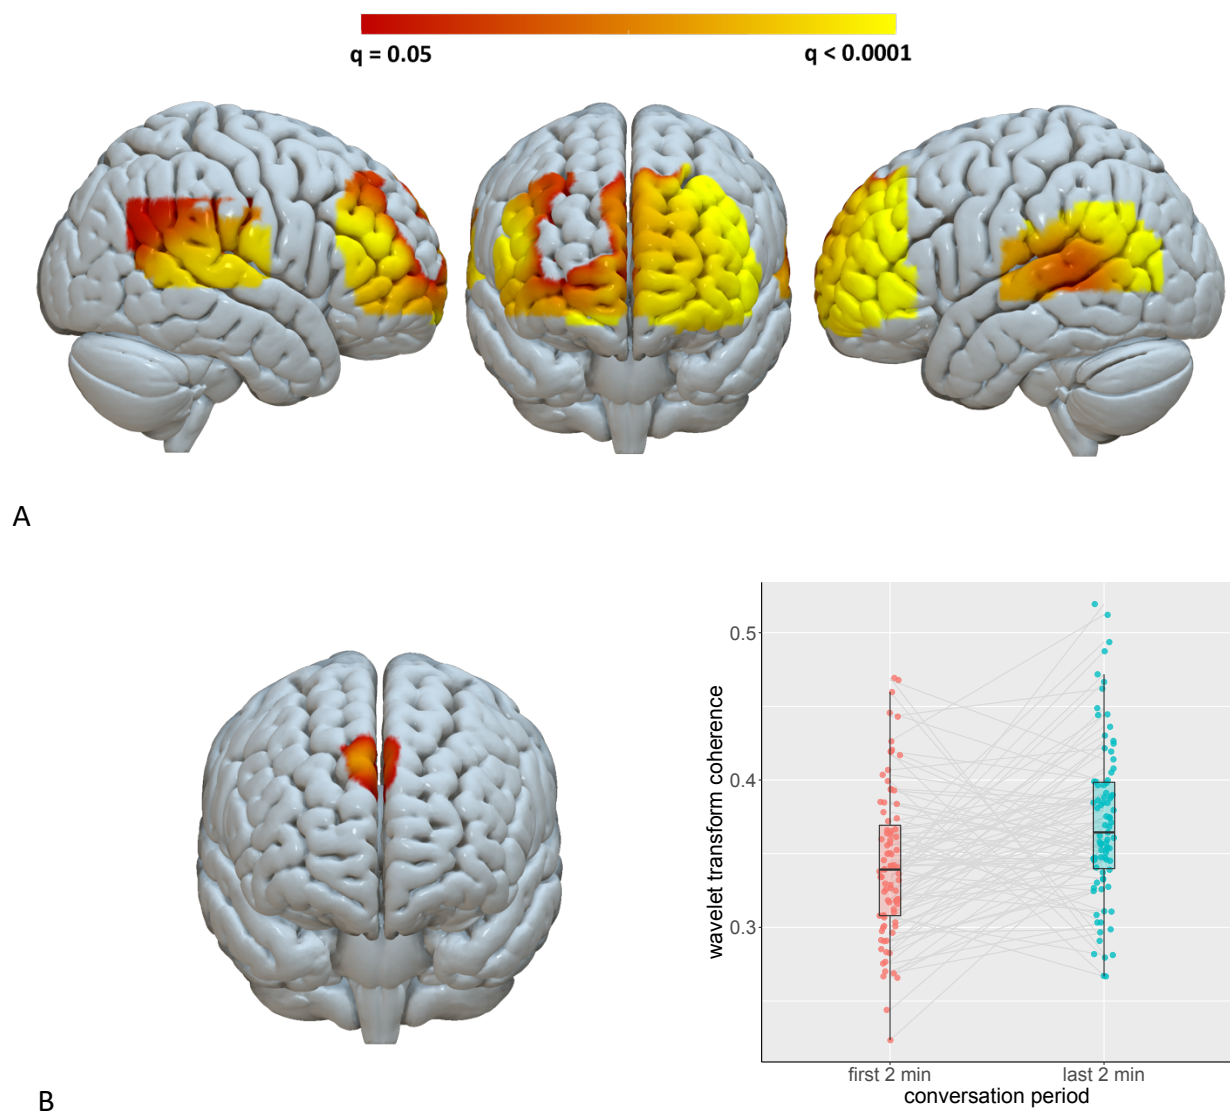 q = 0.05
q < 0.0001
A
0.5
0.4
0.3
wavelet transform coherence
first 2 min
last 2 min
conversation period
B